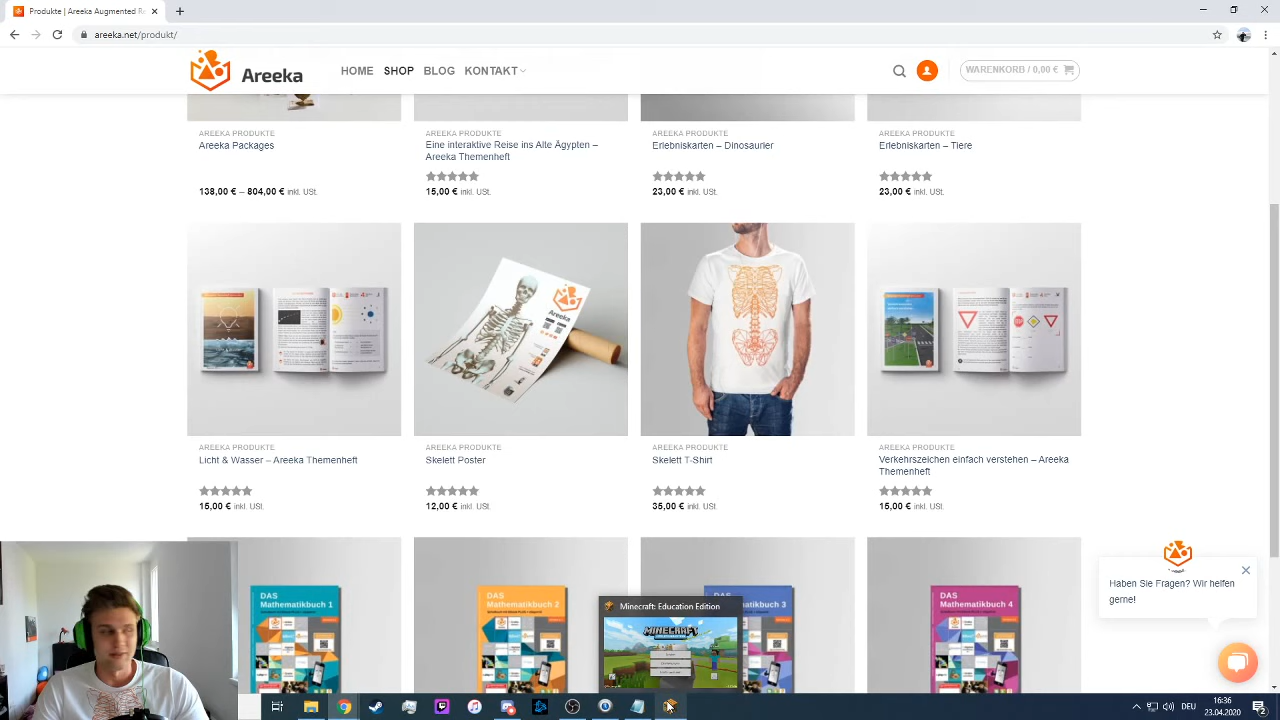 Produkte | Augmented Re
areeka.net/produkt/
Areeka
HOME SHOP BLOG KONTAKT
WARENKORB / 0,00 €
AREEKA PRODUKTE
Areeka Packages
138,00 € – 804,00 € inkl. USt.
AREEKA PRODUKTE
Eine interaktive Reise ins Alte Ägypten –
Areeka Themenheft
15,00 € inkl. USt.
AREEKA PRODUKTE
Erlebniskarten – Dinosaurier
23,00 € inkl. USt.
AREEKA PRODUKTE
Erlebniskarten – Tiere
23,00 € inkl. USt.
Areeka
STOP
AREEKA PRODUKTE
Licht & Wasser – Areeka Themenheft
15,00 € inkl. USt.
AREEKA PRODUKTE
Skelett Poster
12,00 € inkl. USt.
AREEKA PRODUKTE
Skelett T-Shirt
35,00 € inkl. USt.
AREEKA PRODUKTE
Verkehrszeichen einfach verstehen – Areeka
Themenheft
15,00 € inkl. USt.
DAS
Mathematikbuch 1
DAS
Mathematikbuch 2
DAS
Mathematikbuch 3
DAS
Mathematikbuch 4
Minecraft: Education Edition
MINECRAFT
Haben Sie Fragen? Wir helfen
gerne!
DEU
16:36
23.04.2020